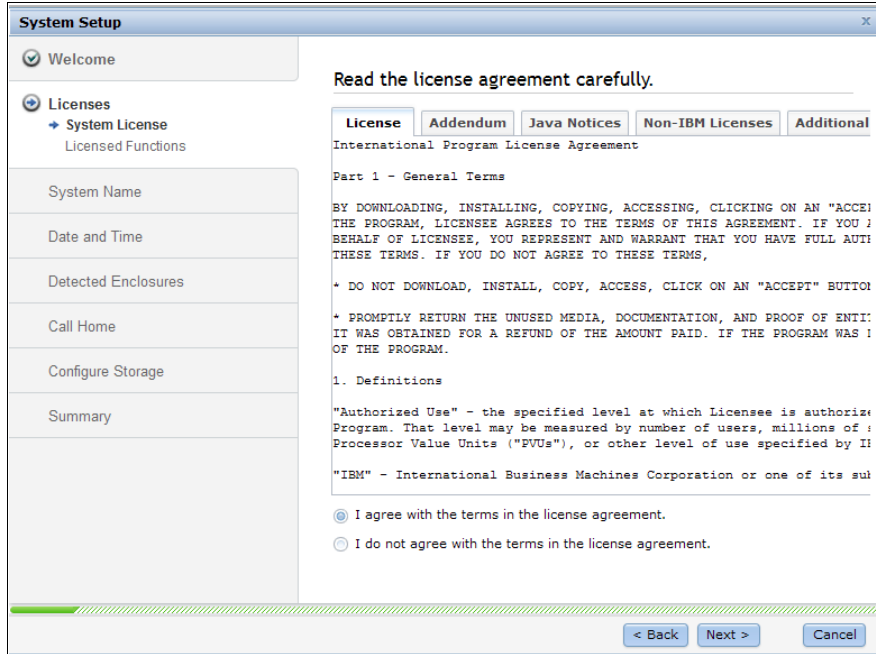 System Setup
x
Welcome
Licenses
System License
Licensed Functions
System Name
Date and Time
Detected Enclosures
Call Home
Configure Storage
Summary
Read the license agreement carefully.
License Addendum Java Notices Non-IBM Licenses Additional
International Program License Agreement
Part 1 - General Terms
BY DOWNLOADING, INSTALLING, COPYING, ACCESSING, CLICKING ON AN "ACCE
THE PROGRAM, LICENSEE AGREES TO THE TERMS OF THIS AGREEMENT. IF YOU
BEHALF OF LICENSEE, YOU REPRESENT AND WARRANT THAT YOU HAVE FULL AUTH
THESE TERMS. IF YOU DO NOT AGREE TO THESE TERMS,
* DO NOT DOWNLOAD, INSTALL, COPY, ACCESS, CLICK ON AN "ACCEPT" BUTTON
* PROMPTLY RETURN THE UNUSED MEDIA, DOCUMENTATION, AND PROOF OF ENTIT
IT WAS OBTAINED FOR A REFUND OF THE AMOUNT PAID. IF THE PROGRAM WAS
OF THE PROGRAM.
1. Definitions
"Authorized Use" - the specified level at which Licensee is authorize
Program. That level may be measured by number of users, millions of
Processor Value Units ("PVUs"), or other level of use specified by
"IBM" - International Business Machines Corporation or one of its sub
I agree with the terms in the license agreement.
I do not agree with the terms in the license agreement.
< Back Next > Cancel